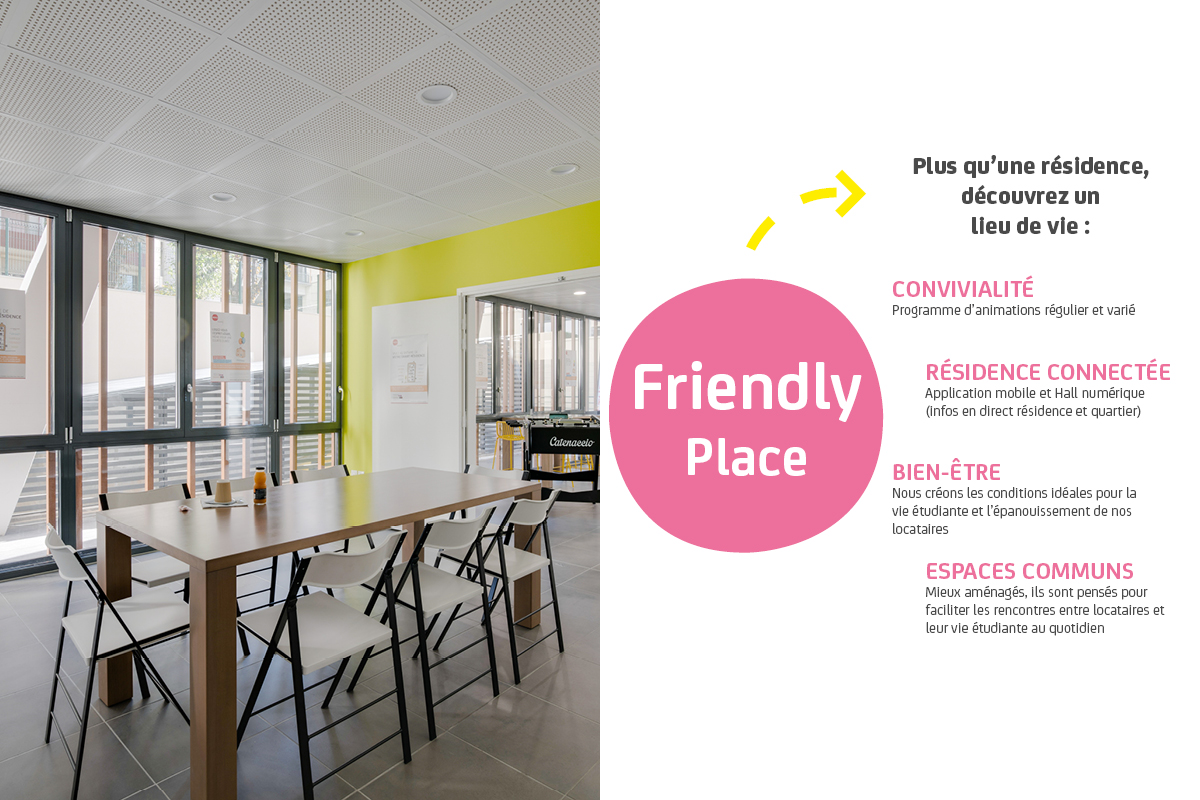 Catenaccio
Plus qu'une résidence,
découvrez un
lieu de vie :
Friendly
Place
CONVIVIALITÉ
Programme d'animations régulier et varié
RÉSIDENCE CONNECTÉE
Application mobile et Hall numérique
(Infos en direct résidence et quartier)
BIEN-ÊTRE
Nous créons les conditions idéales pour la
vie étudiante et l'épanouissement de nos
locataires
ESPACES COMMUNS
Mieux aménagés, ils sont pensés pour
faciliter les rencontres entre locataires et
leur vie étudiante au quotidien